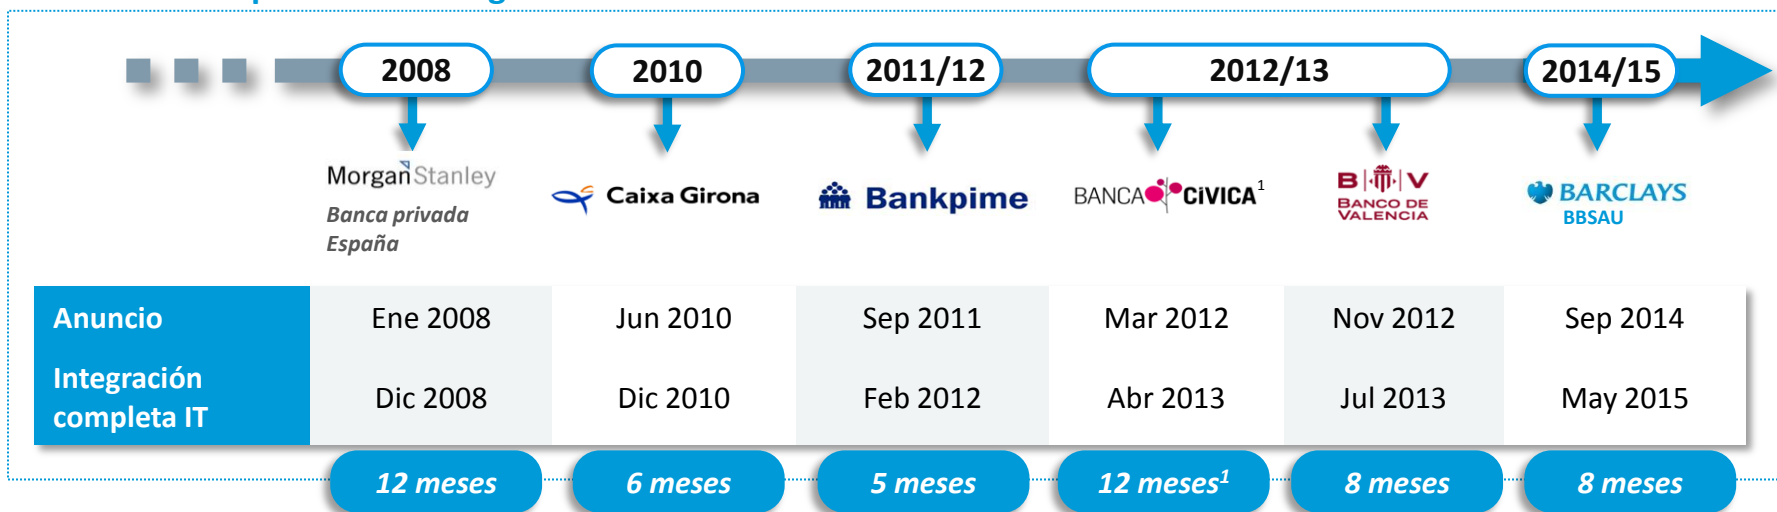 2008
2010
2011/12
2012/13
2014/15
Morgan Stanley
Banca privada
España
Caixa Girona
Bankpime
BANCA CíVICA¹
B V
BANCO DE
VALENCIA
BARCLAYS
BBSAU
Anuncio
Ene 2008
Jun 2010
Sep 2011
Mar 2012
Nov 2012
Sep 2014
Integración
completa IT
Dic 2008
Dic 2010
Feb 2012
Abr 2013
Jul 2013
May 2015
12 meses
6 meses
5 meses
12 meses¹
8 meses
8 meses